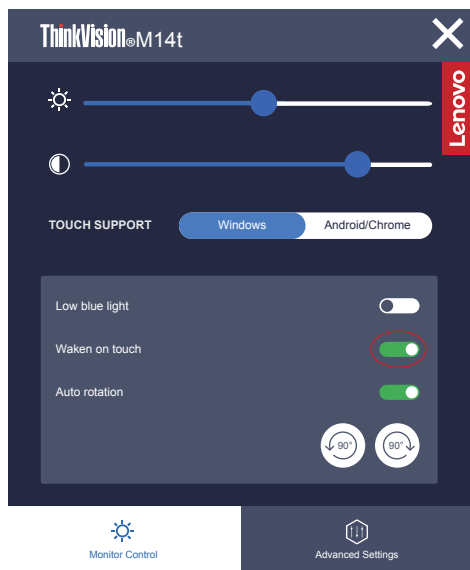 ThinkVision®M14t
Lenovo
TOUCH SUPPORT Windows Android/Chrome
Low blue light
Waken on touch
Auto rotation
90° 90°
Monitor Control Advanced Settings